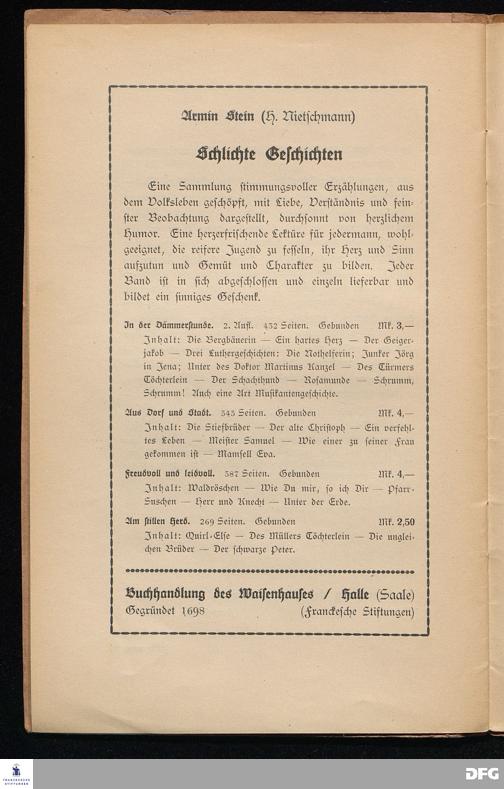 Armin Stein (H. Nietschmann)
Schlichte Geschichten
Eine Sammlung stimmungsvoller Erzählungen, aus
dem Volksleben geschöpft, mit Liebe, Verständnis und fein-
ster Beobachtung dargestellt, durchsonnt von herzlichem
Humor. Eine herzerfrischende Lektüre für jedermann, wohl-
geeignet, die reifere Jugend zu fesseln, ihr Herz und Sinn
aufzutun und Gemüt und Charakter zu bilden. Jeder
Band ist in sich abgeschlossen und einzeln lieferbar und
bildet ein sinniges Geschenk.
In der Dämmerstunde. 2. Aufl. 452 Seiten. Gebunden Mk. 3,—
Inhalt: Die Bergbänerin — Ein hartes Herz — Der Geiger-
jakob — Drei Luthergeschichten: Die Nothelferin; Junker Jörg
in Jena; Unter des Doktor Martinus Kanzel — Des Türmers
Töchterlein — Der Schachthund — Rosamunde — Schrumm,
Schrumm! Auch eine Art Musikantengeschichte.
Aus Dorf und Stadt. 345 Seiten. Gebunden Mk. 4,—
Inhalt: Die Stiefbrüder — Der alte Christoph — Ein verfehl-
tes Leben — Meister Samuel — Wie einer zu seiner Frau
gekommen ist — Mamsell Eva.
Freudvoll und leidvoll. 387 Seiten. Gebunden Mk. 4,—
Inhalt: Waldröschen — Wie Du mir, so ich Dir — Pfarr-
Suschen — Herr und Knecht — Unter der Erde.
Am stillen Herd. 269 Seiten. Gebunden Mk. 2,50
Inhalt: Quirl-Else — Des Müllers Töchterlein — Die unglei-
chen Brüder — Der schwarze Peter.
Buchhandlung des Waisenhauses / Halle (Saale)
Gegründet 1698 (Franckesche Stiftungen)
FRANCKESCHE
STIFTUNGEN
DFG